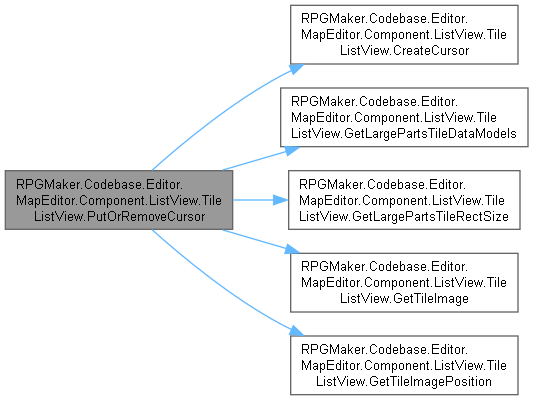 RPGMaker.Codebase.Editor.
MapEditor.Component.ListView.Tile
ListView.PutOrRemoveCursor
RPGMaker.Codebase.Editor.
MapEditor.Component.ListView.Tile
ListView.CreateCursor
RPGMaker.Codebase.Editor.
MapEditor.Component.ListView.Tile
ListView.GetLargePartsTileDataModels
RPGMaker.Codebase.Editor.
MapEditor.Component.ListView.Tile
ListView.GetLargePartsTileRectSize
RPGMaker.Codebase.Editor.
MapEditor.Component.ListView.Tile
ListView.GetTileImage
RPGMaker.Codebase.Editor.
MapEditor.Component.ListView.Tile
ListView.GetTileImagePosition